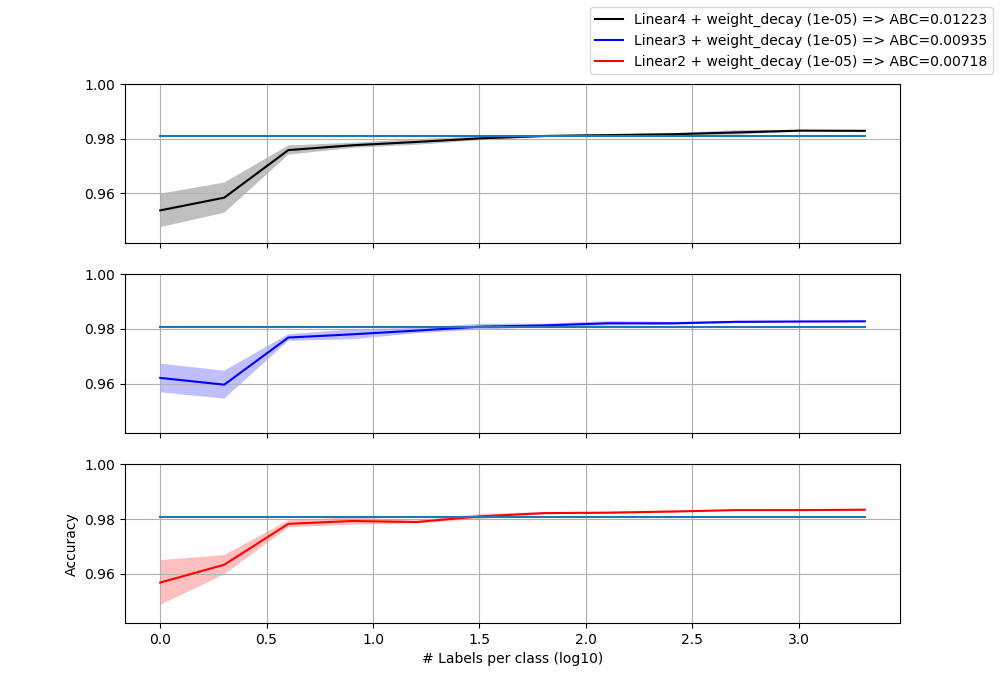 Linear4 + weight_decay (1e-05) => ABC=0.01223
Linear3 + weight_decay (1e-05) => ABC=0.00935
Linear2 + weight_decay (1e-05) => ABC=0.00718
1.00
0.98
0.96
1.00
0.98
0.96
1.00
0.98
0.96
Accuracy
0.0 0.5 1.0 1.5 2.0 2.5 3.0
# Labels per class (log10)